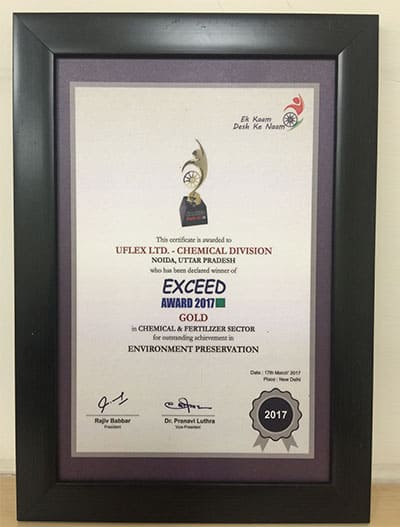 Ek Kaam
Desh Ke Naam
This certificate is awarded to
UFLEX LTD. - CHEMICAL DIVISION
NOIDA, UTTAR PRADESH
who has been declared winner of
EXCEED
AWARD 2017
GOLD
in CHEMICAL & FERTILIZER SECTOR
for outstanding achievement in
ENVIRONMENT PRESERVATION
Date : 17th March' 2017
Place : New Delhi
2017
Rajiv Babbar
President
Dr. Pranavi Luthra
Vice-President